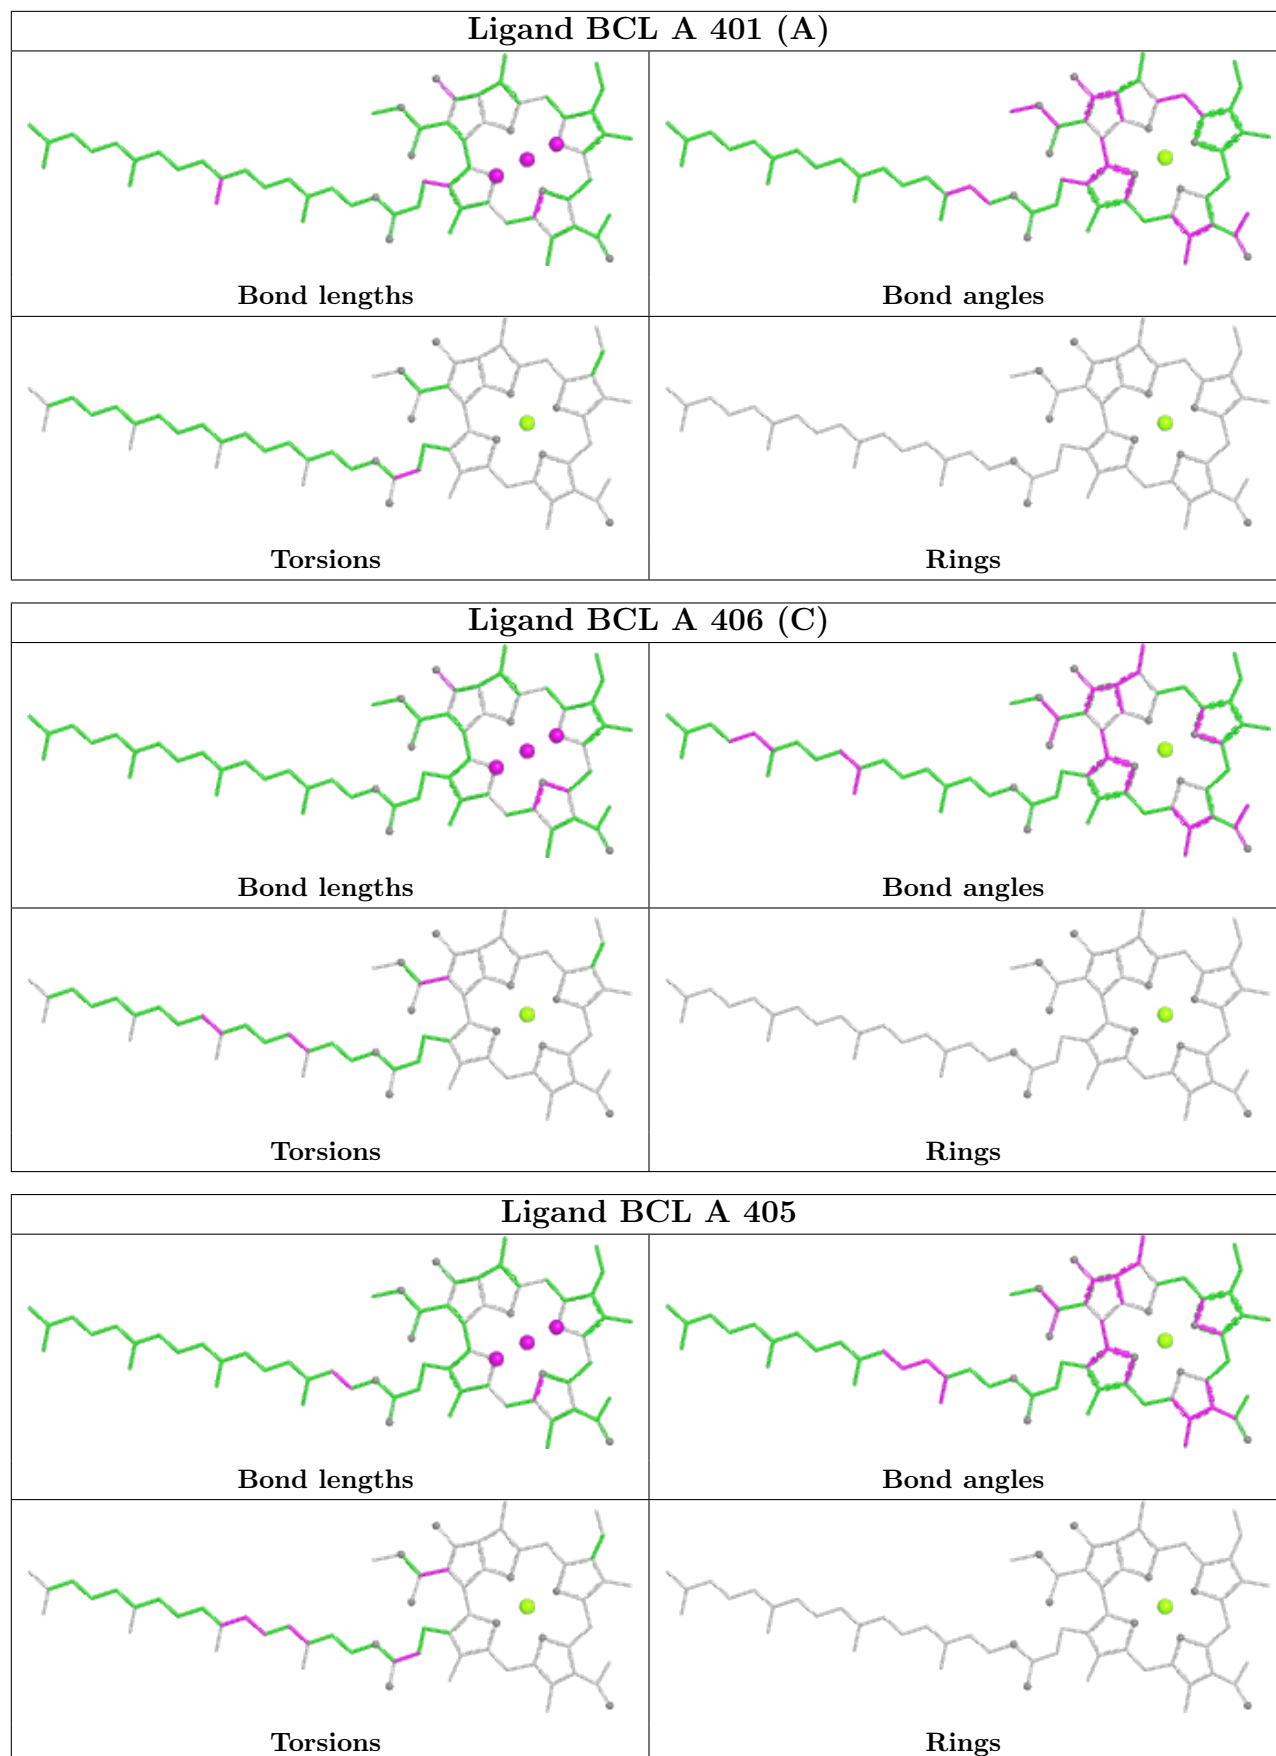 Ligand BCL A 401 (A)
Bond lengths
Bond angles
Torsions
Rings
Ligand BCL A 406 (C)
Bond lengths
Bond angles
Torsions
Rings
Ligand BCL A 405
Bond lengths
Bond angles
Torsions
Rings